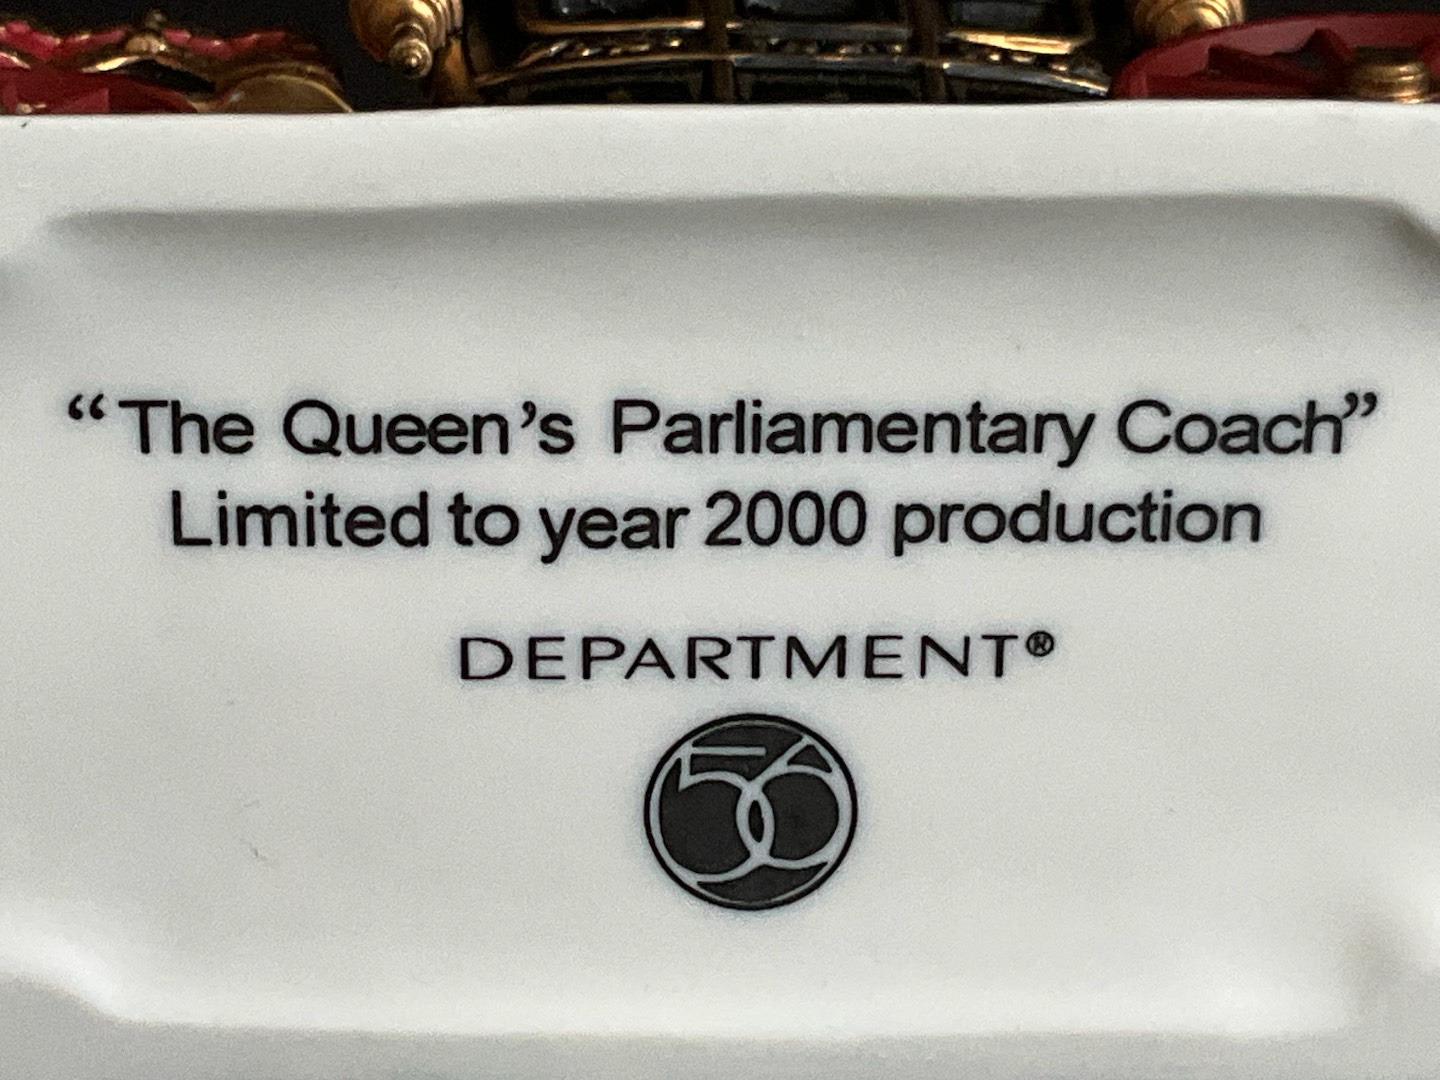 “The Queen’s Parliamentary Coach”
Limited to year 2000 production
DEPARTMENT®
56